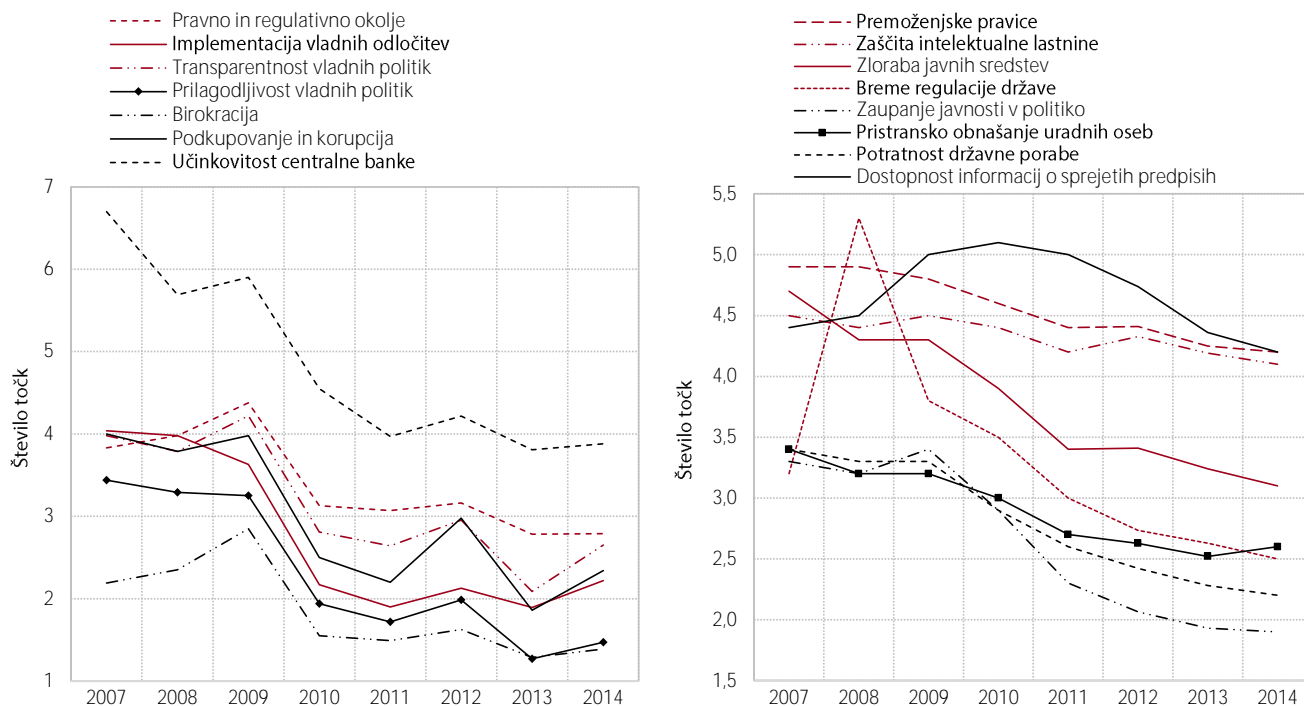 Pravno in regulativno okolje
Implementacija vladnih odločitev
Transparentnost vladnih politik
Prilagodljivost vladnih politik
Birokracija
Podkupovanje in korupcija
Učinkovitost centralne banke
7
6
5
4
3
2
1
Število točk
2007 2008 2009 2010 2011 2012 2013 2014
Premoženjske pravice
Zaščita intelektualne lastnine
Zloraba javnih sredstev
Breme regulacije države
Zaupanje javnosti v politiko
Pristransko obnašanje uradnih oseb
Potratnost državne porabe
Dostopnost informacij o sprejetih predpisih
5,5
5,0
4,5
4,0
3,5
3,0
2,5
2,0
1,5
Število točk
2007 2008 2009 2010 2011 2012 2013 2014